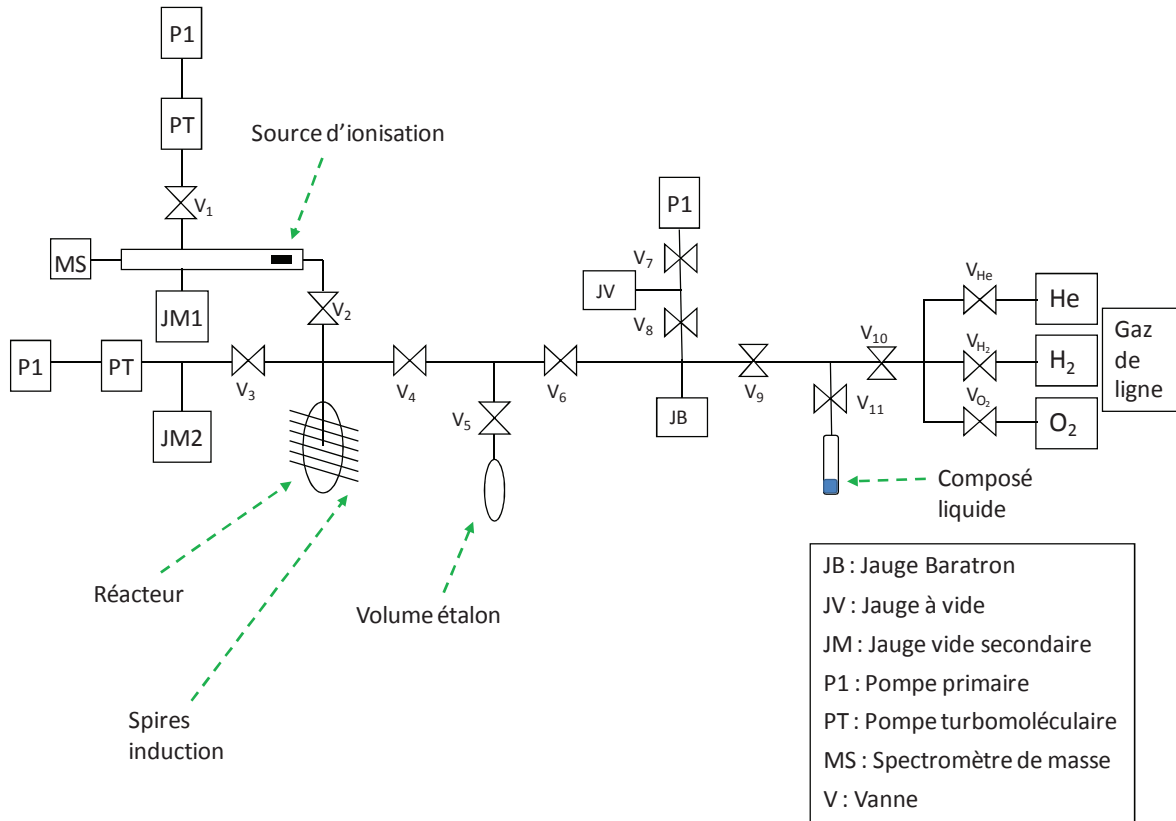 P1
PT
Source d'ionisation
V1
P1
MS
V7
JM1
V2
JV
V8
VHe
He
Gaz
de
ligne
P1
PT
V3
V4
V6
V9
V10
VH2
H2
JM2
V5
JB
V11
VO2
O2
Composé
liquide
Réacteur
Volume étalon
Spires
induction
JB : Jauge Baratron
JV : Jauge à vide
JM : Jauge vide secondaire
P1 : Pompe primaire
PT : Pompe turbomoléculaire
MS : Spectromètre de masse
V : Vanne